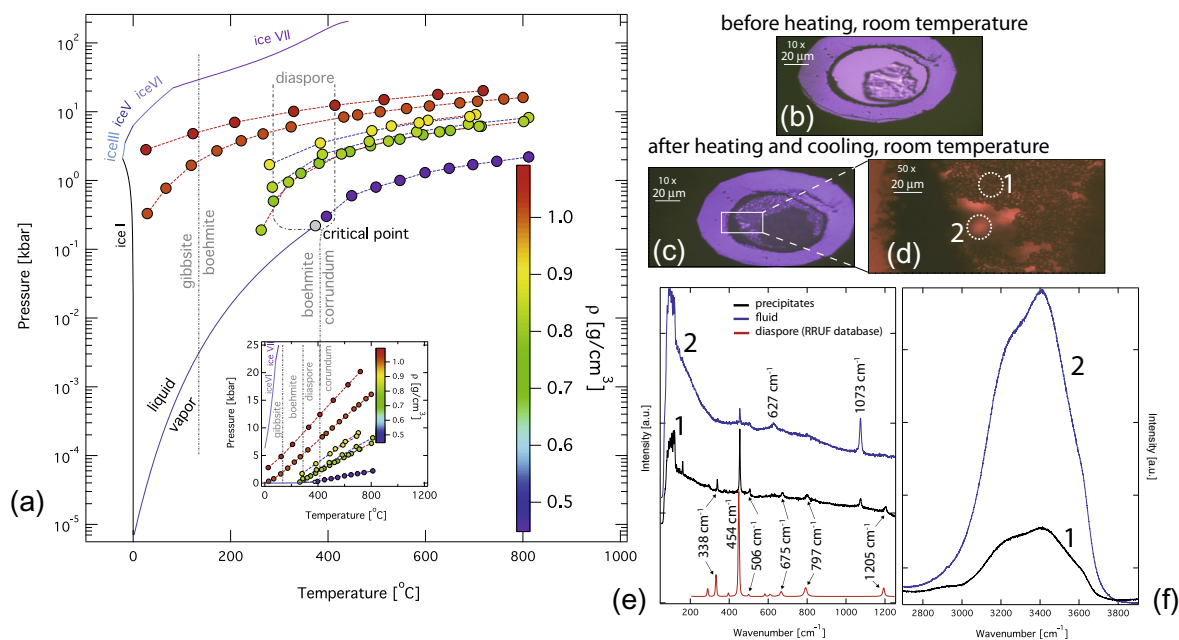 10²
10¹
10⁰
10⁻¹
10⁻²
10⁻³
10⁻⁴
10⁻⁵
Pressure [kbar]
0
200
400
600
800
1000
Temperature [°C]
ice VII
iceVI
iceV
iceIII
ice I
diaspore
gibbsite
boehmite
critical point
boehmite
corrundum
liquid
vapor
1.0
0.9
0.8
0.7
0.6
0.5
ρ [g/cm³]
25
20
15
10
5
0
Pressure [kbar]
0
400
800
1200
Temperature [°C]
iceVI
ice VII
gibbsite
boehmite
diaspore
corundum
1.0
0.9
0.8
0.7
0.6
0.5
ρ [g/cm³]
(a)
before heating, room temperature
10 x
20 µm
(b)
after heating and cooling, room temperature
10 x
20 µm
(c)
50 x
20 µm
1
2
(d)
precipitates
fluid
diaspore (RRUF database)
2
1
627 cm⁻¹
1073 cm⁻¹
338 cm⁻¹
454 cm⁻¹
506 cm⁻¹
675 cm⁻¹
797 cm⁻¹
1205 cm⁻¹
Intensity [a.u.]
400
600
800
1000
1200
Wavenumber [cm⁻¹]
(e)
2
1
2800
3000
3200
3400
3600
3800
Wavenumber [cm⁻¹]
Intensity [a.u.]
(f)